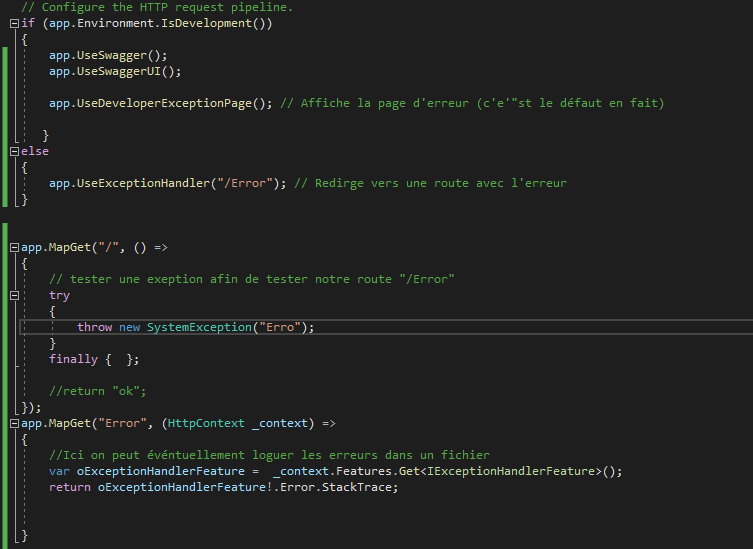 // Configure the HTTP request pipeline.
if (app.Environment.IsDevelopment())
{
app.UseSwagger();
app.UseSwaggerUI();
app.UseDeveloperExceptionPage(); // Affiche la page d'erreur (c'e'"st le défaut en fait)
}
else
{
app.UseExceptionHandler("/Error"); // Redirge vers une route avec l'erreur
}
app.MapGet("/", () =>
{
// tester une exeption afin de tester notre route "/Error"
try
{
throw new SystemException("Erro");
}
finally {  };
//return "ok";
});
app.MapGet("Error", (HttpContext _context) =>
{
//Ici on peut événtuellement loguer les erreurs dans un fichier
var oExceptionHandlerFeature =  _context.Features.Get<IExceptionHandlerFeature>();
return oExceptionHandlerFeature!.Error.StackTrace;
}